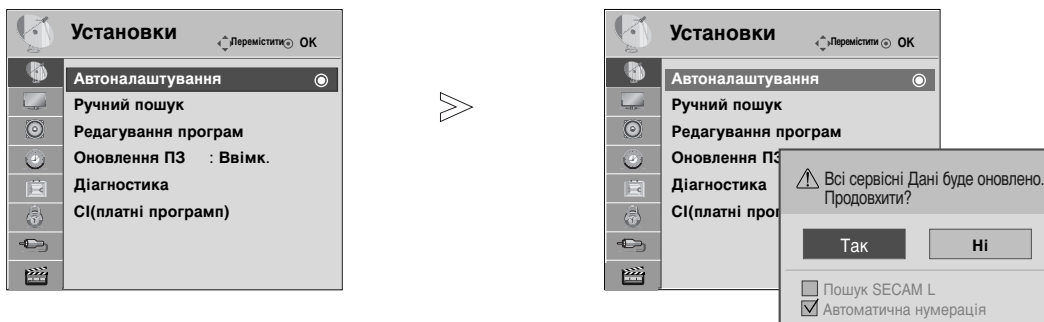 Установки Перемістити OK
Автоналаштування
Ручний пошук
Редагування програм
Оновлення ПЗ : Ввімк.
Діагностика
CI(платні програмп)
Установки Перемістити OK
Автоналаштування
Ручний пошук
Редагування програм
Оновлення ПЗ
Діагностика
CI(платні прог
Всі сервісні Дані буде оновлено.
Продовхити?
Так Ні
Пошук SECAM L
Автоматична нумерація